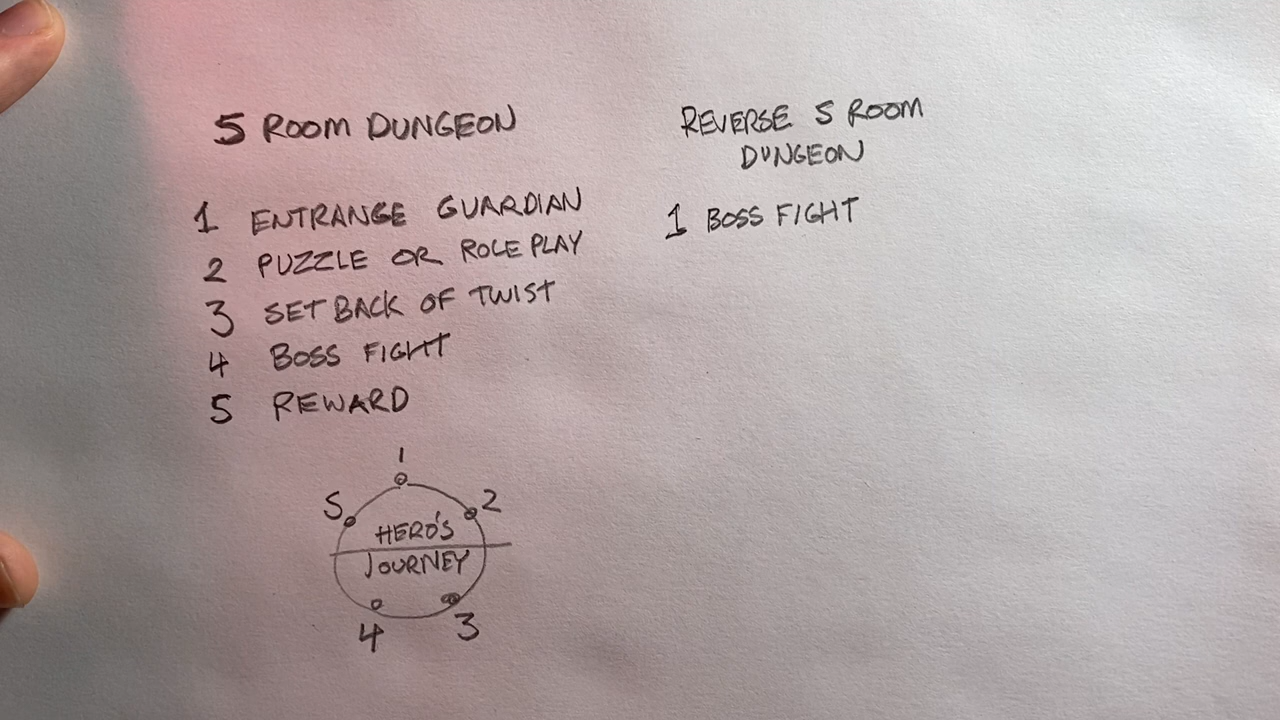 5 ROOM DUNGEON
1 ENTRANGE GUARDIAN
2 PUZZLE OR ROLE PLAY
3 SET BACK OF TWIST
4 BOSS FIGHT
5 REWARD
1
5 2
HERO'S
JOURNEY
4 3
REVERSE 5 ROOM
DUNGEON
1 BOSS FIGHT